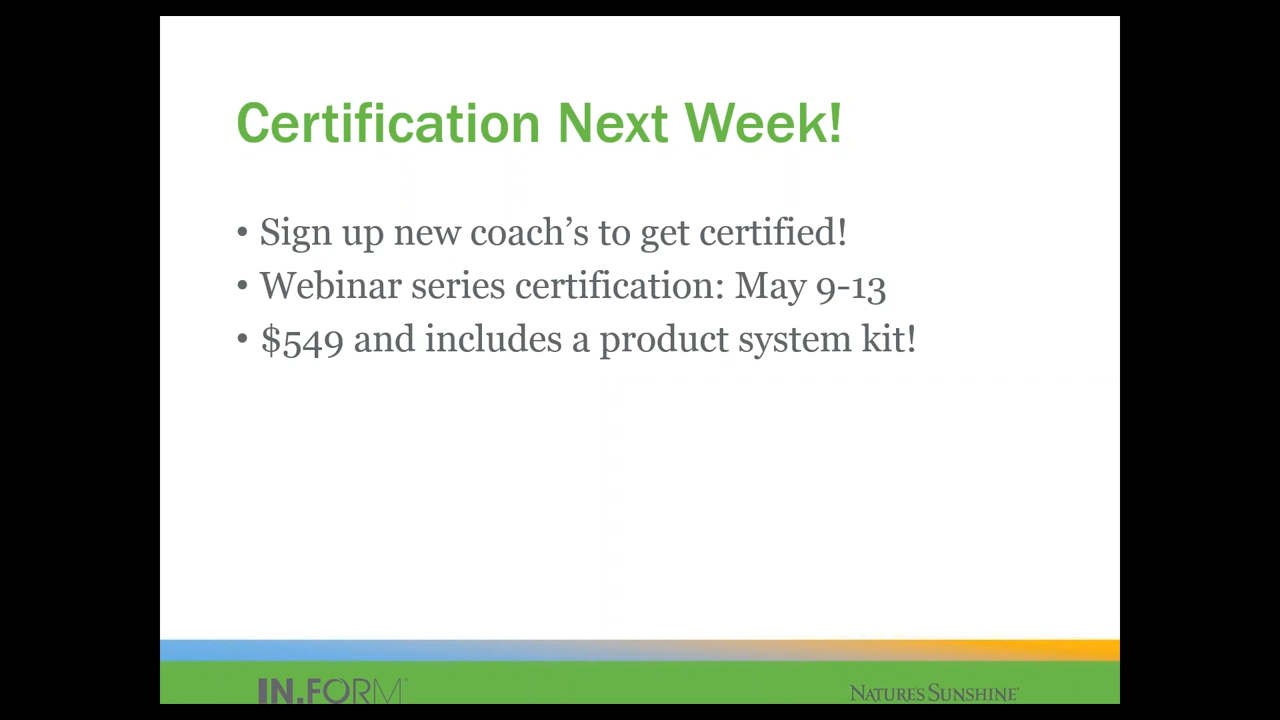 Certification Next Week!
• Sign up new coach’s to get certified!
• Webinar series certification: May 9-13
• $549 and includes a product system kit!
IN.FORM
NATURE'S SUNSHINE